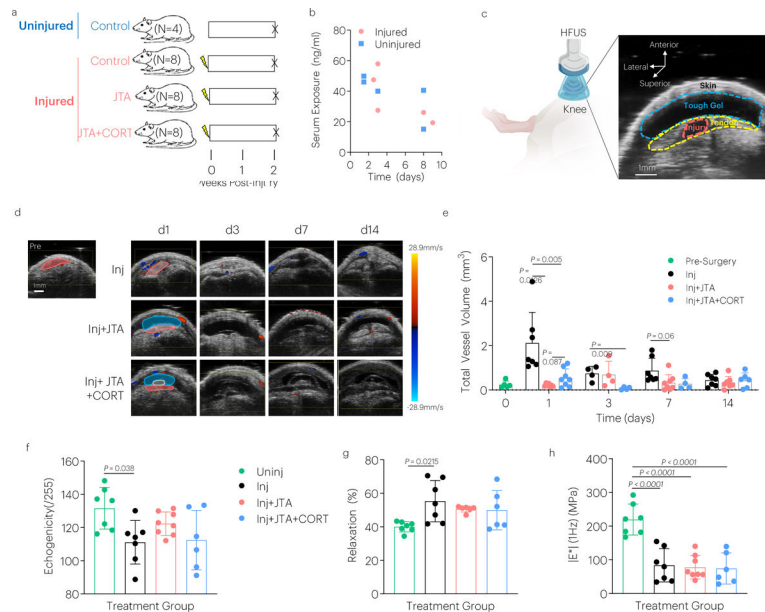 a
Uninjured
Control
(N=4)
Control
(N=8)
Injured
JTA
(N=8)
JTA+CORT
(N=8)
0 1 2
b
Injured
Uninjured
Serum Exposure (ng/ml)
80
60
40
20
0
0 2 4 6 8 10
Time (days)
c
HFUS
Knee
Anterior
Lateral
Superior
Skin
Tough Gel
Tendon
Injury
1mm
d
d1 d3 d7 d14
Pre
1mm
Inj
Inj+JTA
Inj+ JTA
+CORT
28.9mm/s
-28.9mm/s
e
Total Vessel Volume (mm³)
6
4
2
0
P = 0.005
P =
P =
0.087
P =
P = 0.06
0 1 3 7 14
Time (days)
Pre-Surgery
Inj
Inj+JTA
Inj+JTA+CORT
f
Echogenicity(/255)
160
140
120
100
80
P = 0.038
Treatment Group
Uninj
Inj
Inj+JTA
Inj+JTA+CORT
g
Relaxation (%)
80
60
40
20
0
P = 0.0215
Treatment Group
h
|E*| (1Hz) (MPa)
400
300
200
100
0
P < 0.0001
P < 0.0001
P < 0.0001
Treatment Group